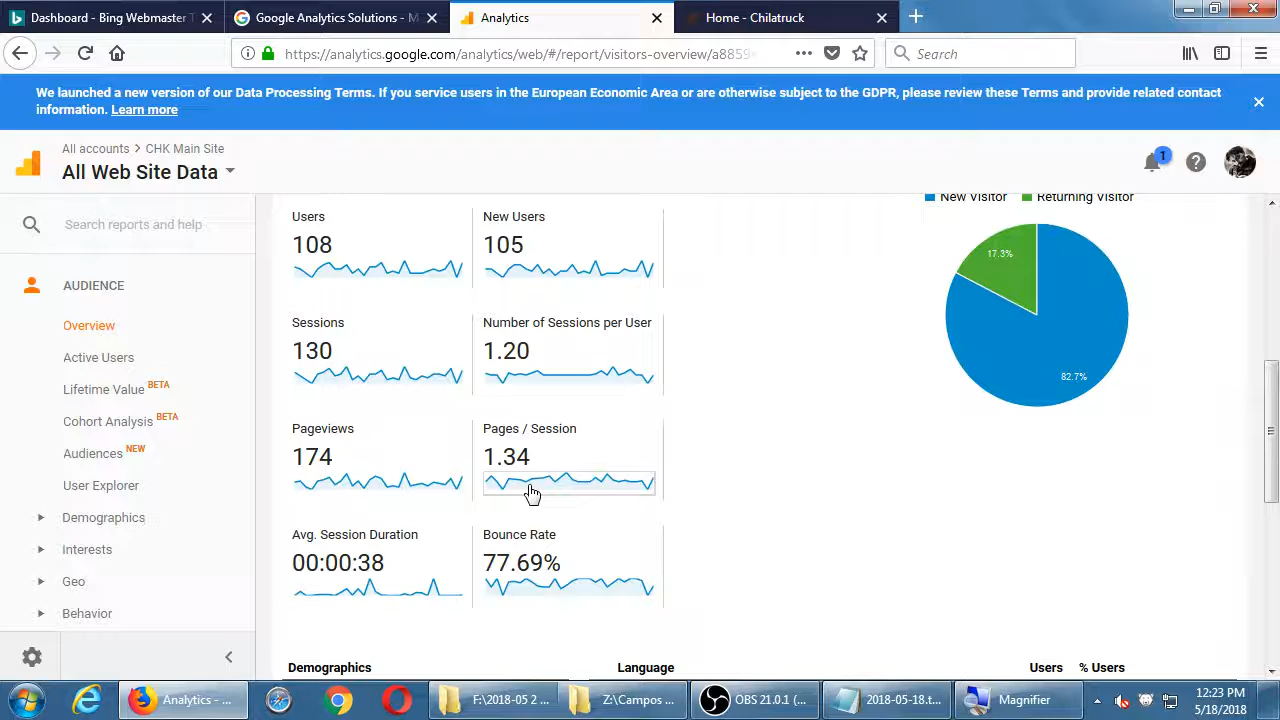 Dashboard - Bing Webmaster T
Google Analytics Solutions - M
Analytics
Home - Chilatruck
https://analytics.google.com/analytics/web/#/report/visitors-overview/a8859
Search
We launched a new version of our Data Processing Terms. If you service users in the European Economic Area or are otherwise subject to the GDPR, please review these Terms and provide related contact
information. Learn more
All accounts > CHK Main Site
All Web Site Data
1
Search reports and help
AUDIENCE
Overview
Active Users
Lifetime Value BETA
Cohort Analysis BETA
Audiences NEW
User Explorer
Demographics
Interests
Geo
Behavior
Users
108
New Users
105
Sessions
130
Number of Sessions per User
1.20
Pageviews
174
Pages / Session
1.34
Avg. Session Duration
00:00:38
Bounce Rate
77.69%
New Visitor
Returning Visitor
17.3%
82.7%
Demographics
Language
Users
% Users
Analytics - ...
F:\2018-05 2 ...
Z:\Campos ...
OBS 21.0.1 (...
2018-05-18.t...
Magnifier
12:23 PM
5/18/2018